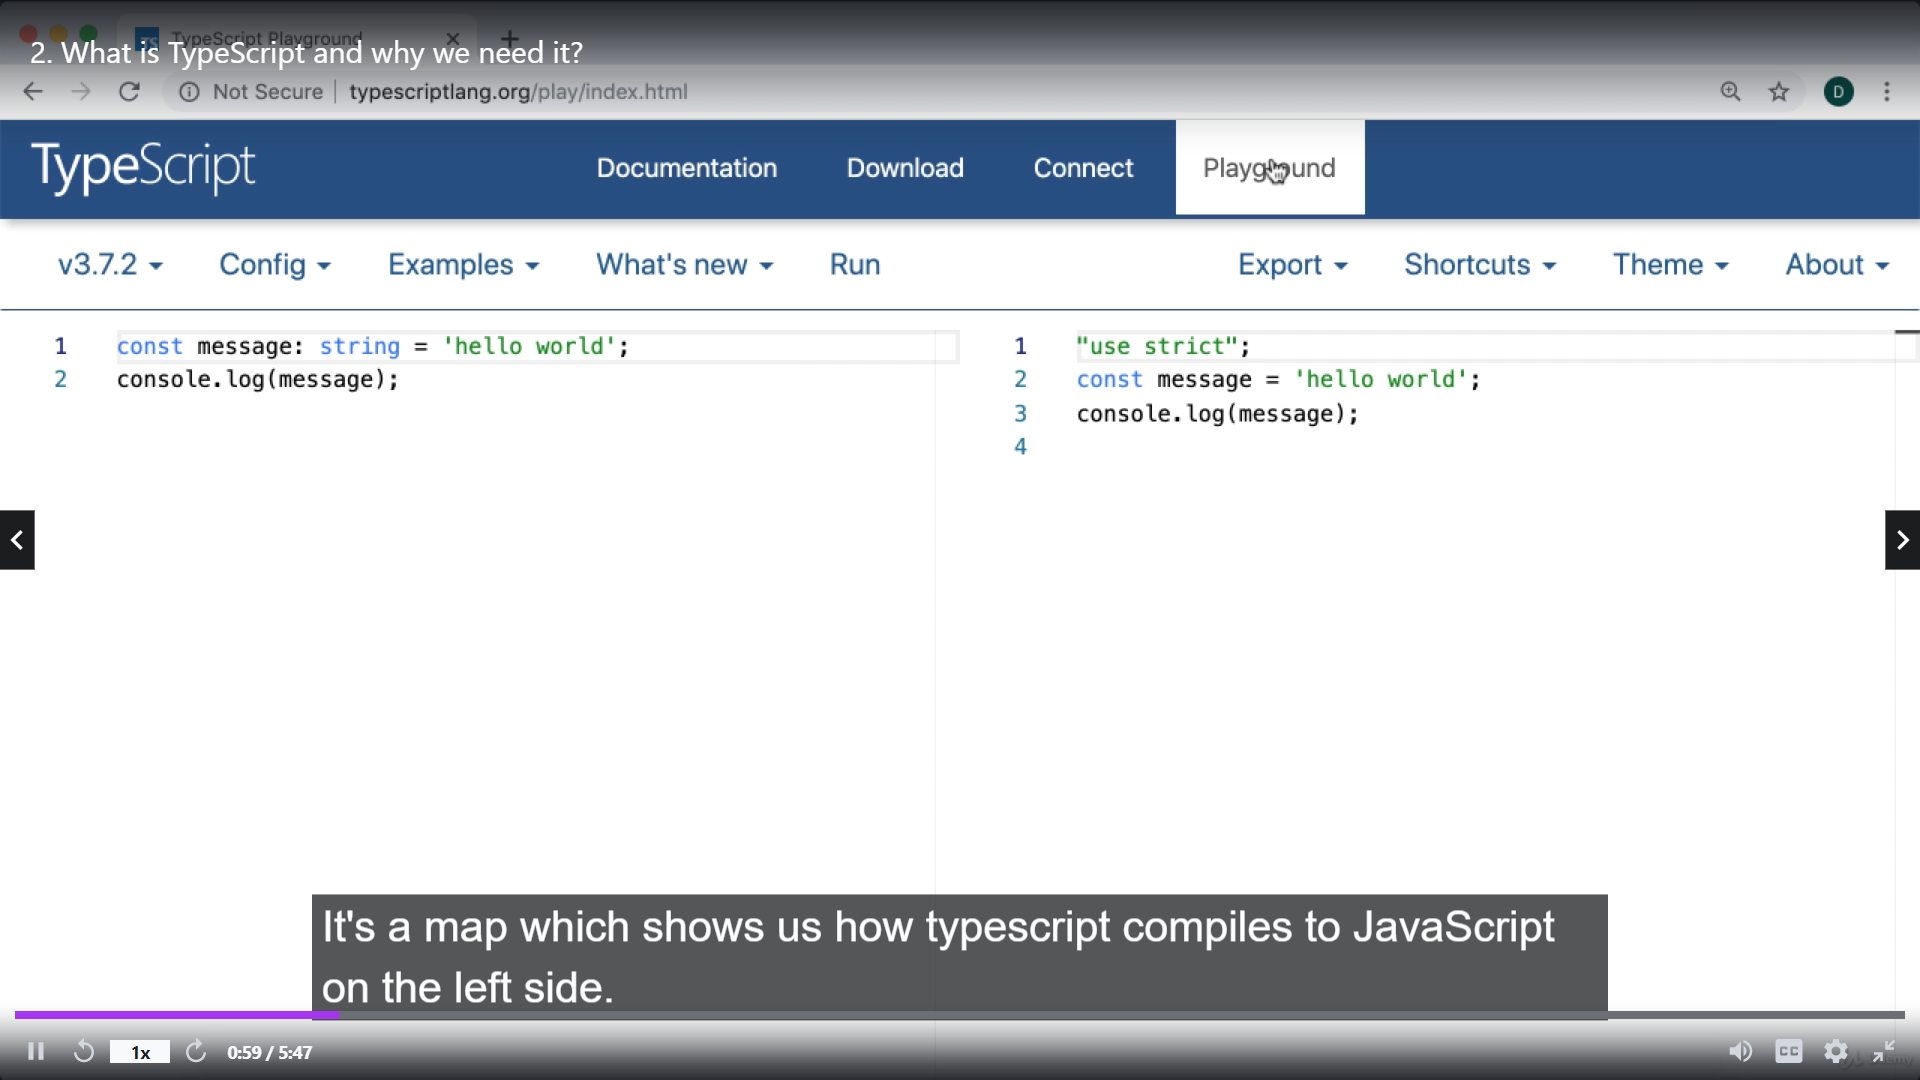 TypeScript Playground
2. What is TypeScript and why we need it?
Not Secure | typescriptlang.org/play/index.html
D
TypeScript
Documentation Download Connect Playground
v3.7.2 Config Examples What's new Run Export Shortcuts Theme About
1 const message: string = 'hello world';
2 console.log(message);
1 "use strict";
2 const message = 'hello world';
3 console.log(message);
4
It's a map which shows us how typescript compiles to JavaScript
on the left side.
1x 0:59 / 5:47
CC